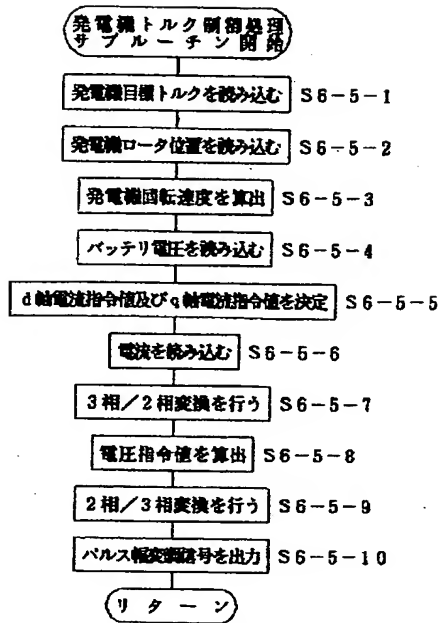 発電機トルク制御処理
サブルーチン開始
発電機目標トルクを読み込む S6-5-1
発電機ロータ位置を読み込む S6-5-2
発電機回転速度を算出 S6-5-3
バッテリ電圧を読み込む S6-5-4
d軸電流指令値及びq軸電流指令値を決定 S6-5-5
電流を読み込む S6-5-6
3相/2相変換を行う S6-5-7
電圧指令値を算出 S6-5-8
2相/3相変換を行う S6-5-9
パルス幅変調信号を出力 S6-5-10
リターン